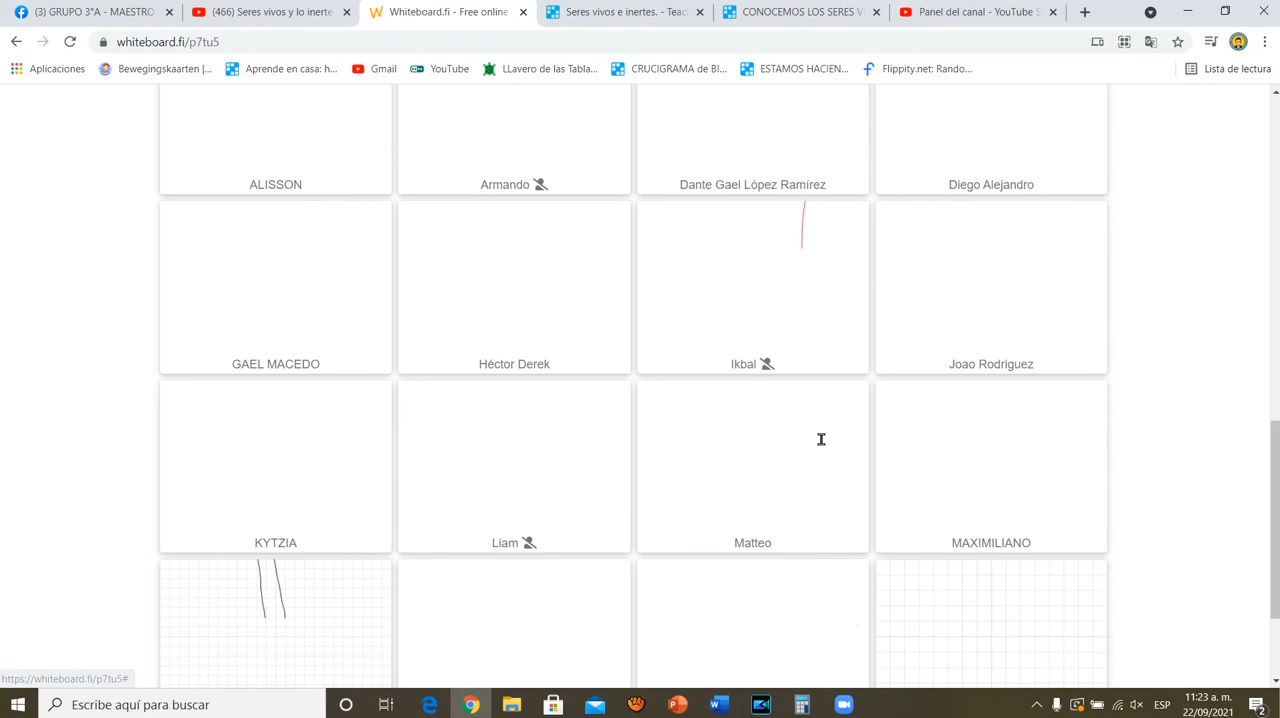 (3) GRUPO 3°A - MAESTRO
(466) Seres vivos y lo inerte
Whiteboard.fi - Free online
Seres vivos e inertes. - Teac
CONOCEMOS LOS SERES V
Panel del canal - YouTube S
whiteboard.fi/p7tu5
Aplicaciones
Bewegingskaarten |...
Aprende en casa: h...
Gmail
YouTube
LLavero de las Tabla...
CRUCIGRAMA de BI...
ESTAMOS HACIEN...
Flippity.net: Rando...
Lista de lectura
ALISSON
Armando
Dante Gael López Ramírez
Diego Alejandro
GAEL MACEDO
Hèctor Derek
Ikbal
Joao Rodriguez
KYTZIA
Liam
Matteo
MAXIMILIANO
https://whiteboard.fi/p7tu5#
Escribe aquí para buscar
ESP
11:23 a. m.
22/09/2021
2